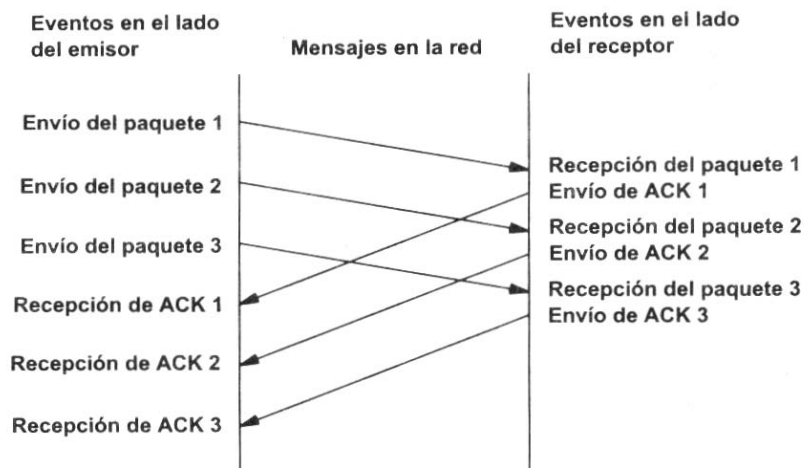 Eventos en el lado
del emisor
Mensajes en la red
Eventos en el lado
del receptor
Envío del paquete 1
Envío del paquete 2
Envío del paquete 3
Recepción de ACK 1
Recepción de ACK 2
Recepción de ACK 3
Recepción del paquete 1
Envío de ACK 1
Recepción del paquete 2
Envío de ACK 2
Recepción del paquete 3
Envío de ACK 3